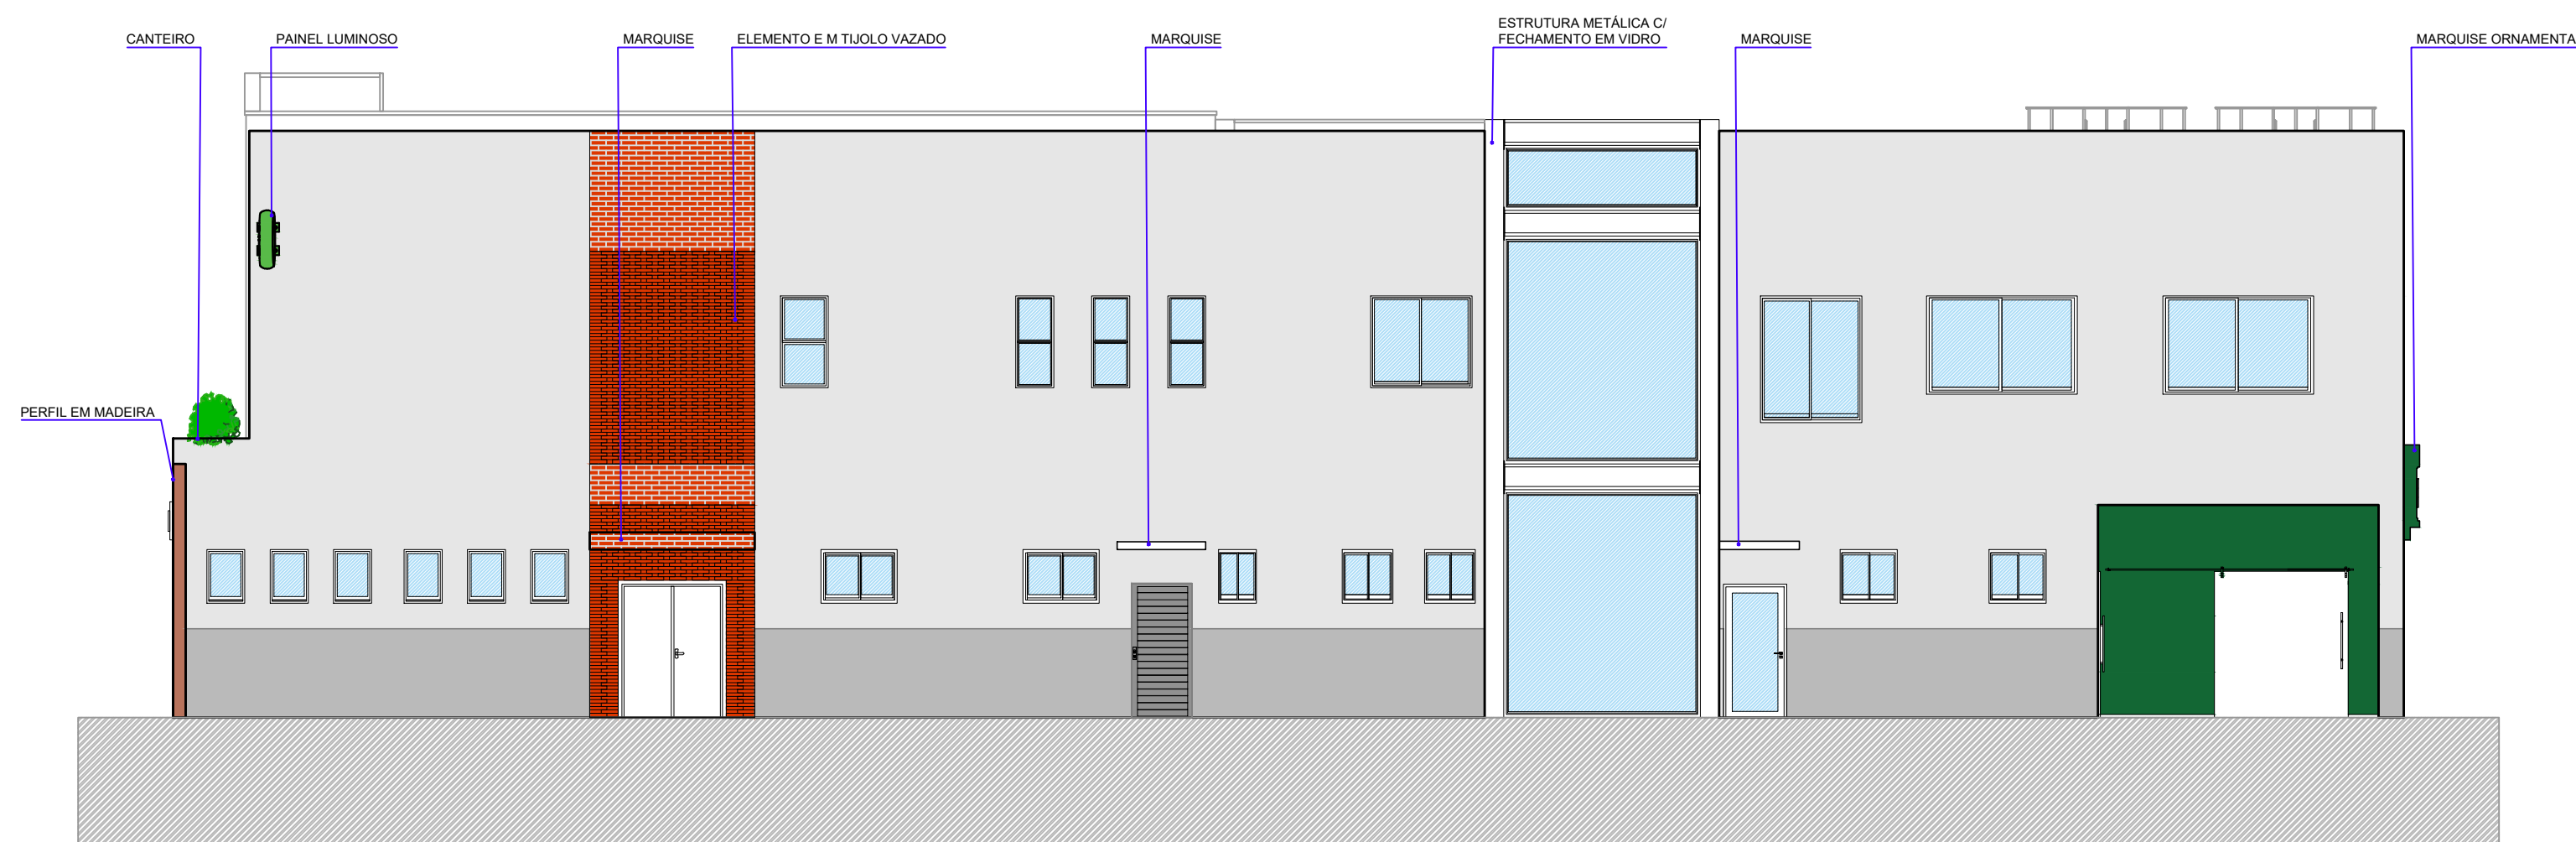 CANTEIRO
PAINEL LUMINOSO
MARQUISE
ELEMENTO E M TIJOLO VAZADO
MARQUISE
ESTRUTURA METÁLICA C/
FECHAMENTO EM VIDRO
MARQUISE
MARQUISE ORNAMENTA
PERFIL EM MADEIRA